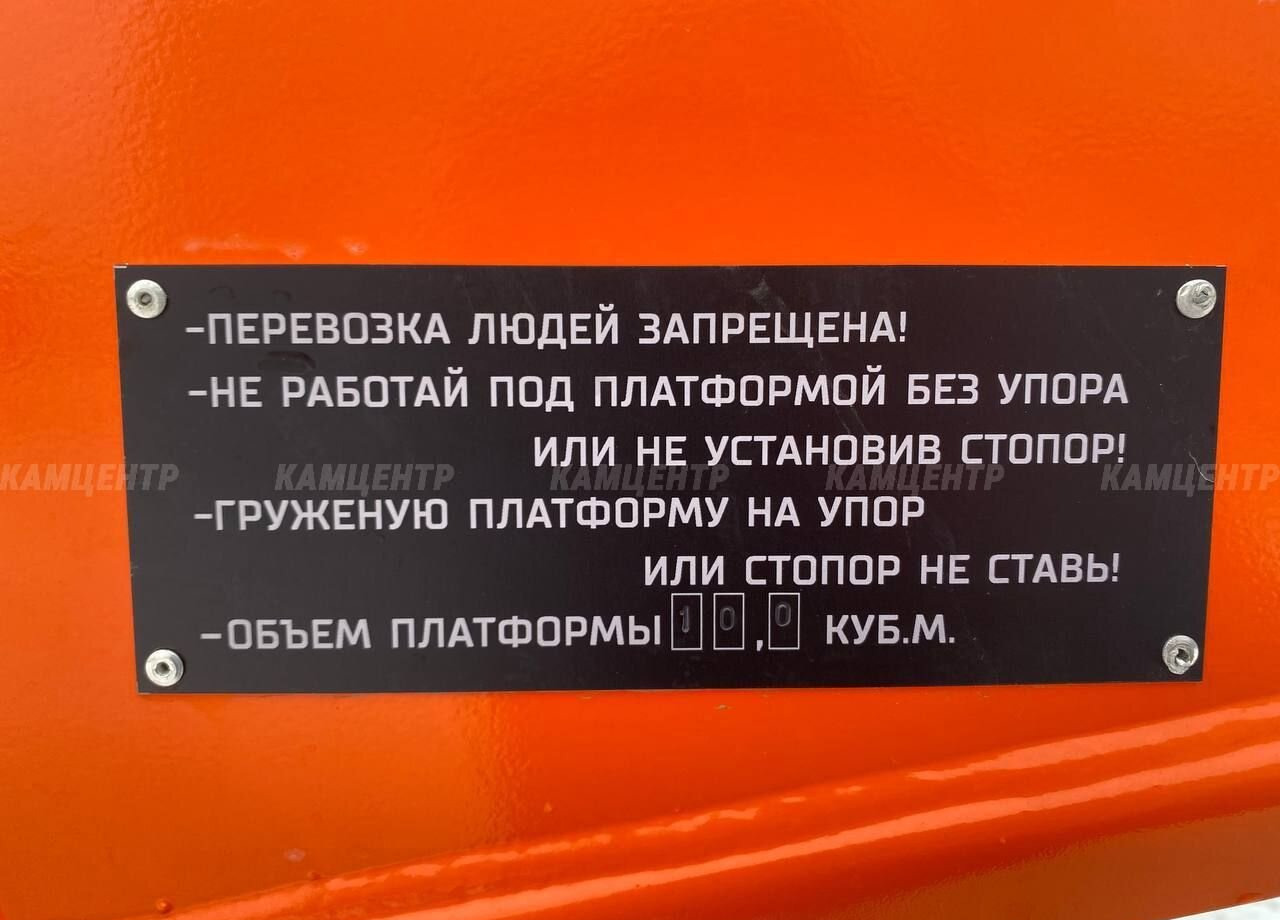 -ПЕРЕВОЗКА ЛЮДЕЙ ЗАПРЕЩЕНА!
-НЕ РАБОТАЙ ПОД ПЛАТФОРМОЙ БЕЗ УПОРА
ИЛИ НЕ УСТАНОВИВ СТОПОР!
КАМЦЕНТР КАМЦЕНТР КАМЦЕНТР КАМЦЕНТР КАМЦЕНТР
-ГРУЖЕНУЮ ПЛАТФОРМУ НА УПОР
ИЛИ СТОПОР НЕ СТАВЬ!
-ОБЪЕМ ПЛАТФОРМЫ 10,0 КУБ.М.